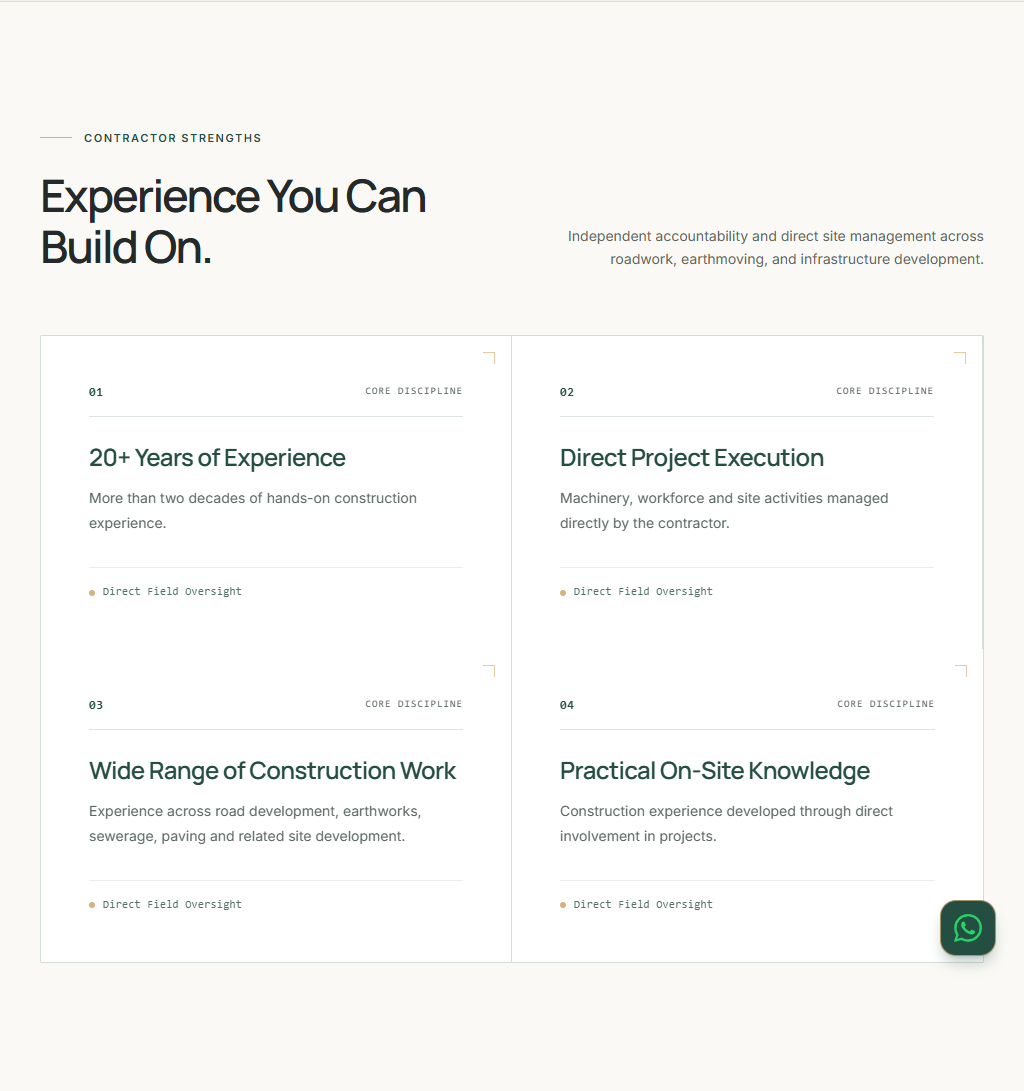 CONTRACTOR STRENGTHS
Experience You Can
Build On.
Independent accountability and direct site management across
roadwork, earthmoving, and infrastructure development.
01
CORE DISCIPLINE
20+ Years of Experience
More than two decades of hands-on construction
experience.
Direct Field Oversight
02
CORE DISCIPLINE
Direct Project Execution
Machinery, workforce and site activities managed
directly by the contractor.
Direct Field Oversight
03
CORE DISCIPLINE
Wide Range of Construction Work
Experience across road development, earthworks,
sewerage, paving and related site development.
Direct Field Oversight
04
CORE DISCIPLINE
Practical On-Site Knowledge
Construction experience developed through direct
involvement in projects.
Direct Field Oversight